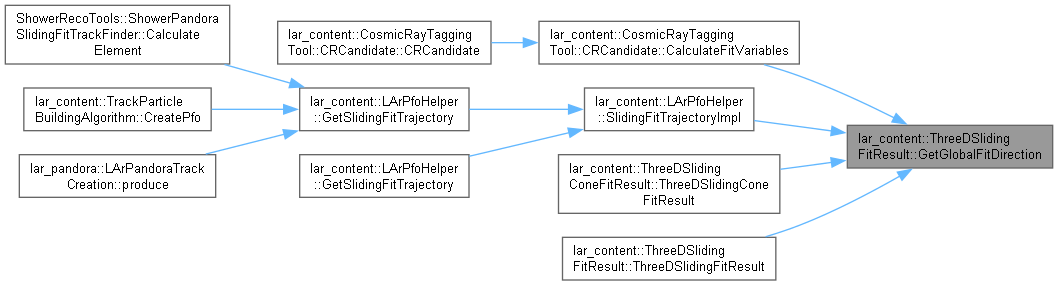 ShowerRecoTools::ShowerPandora
SlidingFitTrackFinder::Calculate
Element
lar_content::CosmicRayTagging
Tool::CRCandidate::CRCandidate
lar_content::CosmicRayTagging
Tool::CRCandidate::CalculateFitVariables
lar_content::TrackParticle
BuildingAlgorithm::CreatePfo
lar_content::LArPfoHelper
::GetSlidingFitTrajectory
lar_content::LArPfoHelper
::SlidingFitTrajectoryImpl
lar_content::ThreeDSliding
FitResult::GetGlobalFitDirection
lar_pandora::LArPandoraTrack
Creation::produce
lar_content::LArPfoHelper
::GetSlidingFitTrajectory
lar_content::ThreeDSliding
ConeFitResult::ThreeDSlidingCone
FitResult
lar_content::ThreeDSliding
FitResult::ThreeDSlidingFitResult